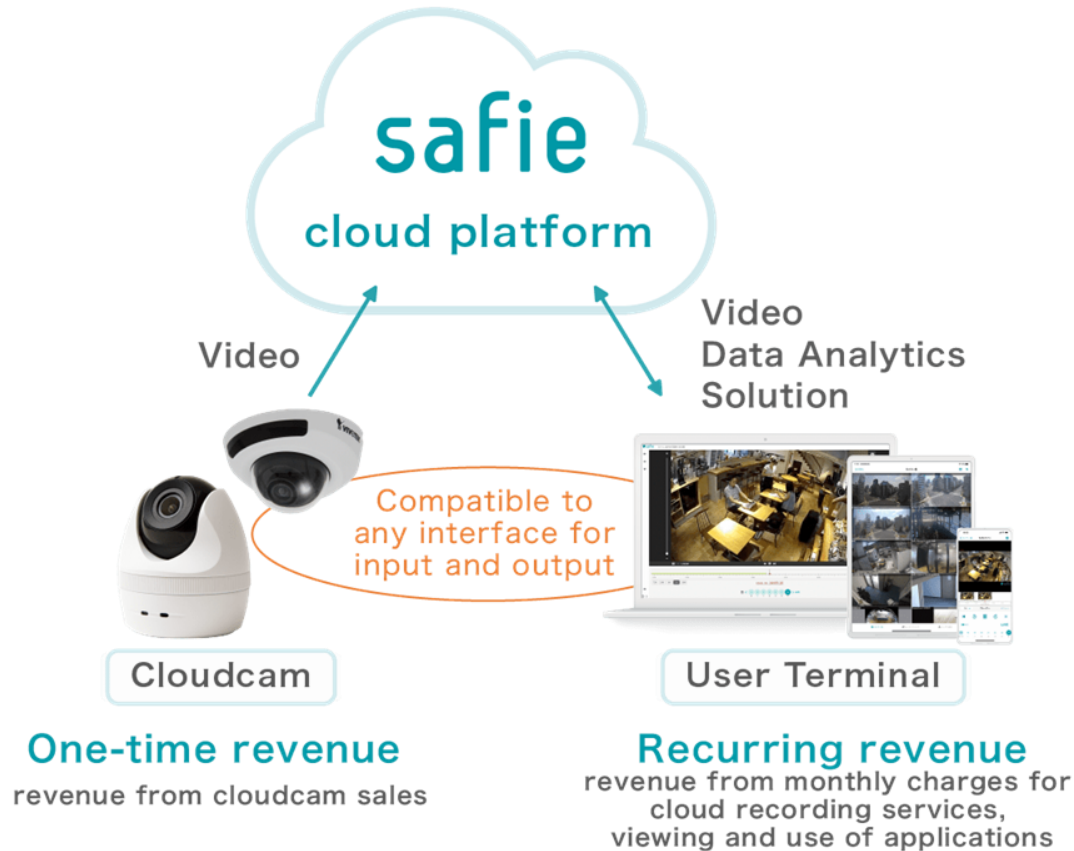 safie
cloud platform
Video
Video
Data Analytics
Solution
Compatible to
any interface for
input and output
Cloudcam
User Terminal
One-time revenue
revenue from cloudcam sales
Recurring revenue
revenue from monthly charges for
cloud recording services,
viewing and use of applications